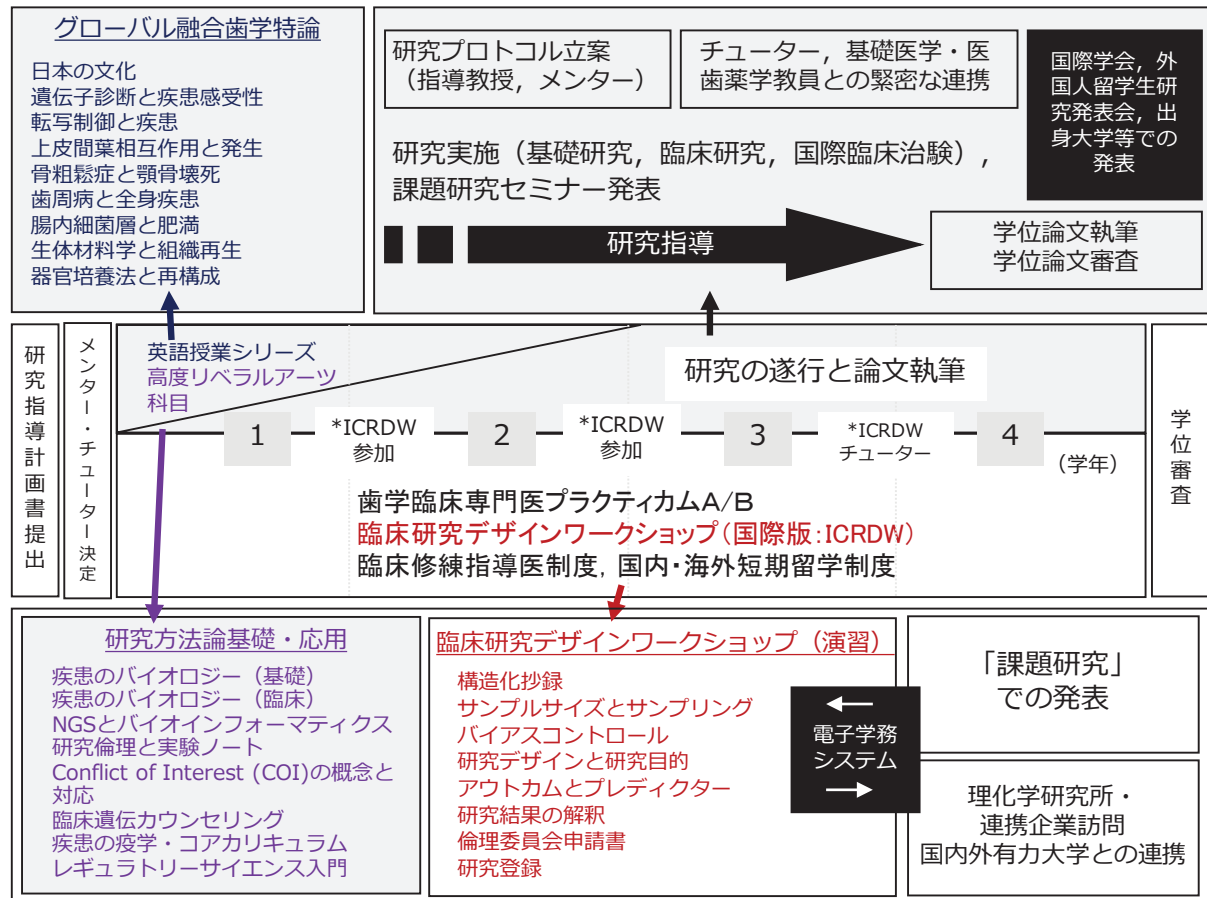 グローバル融合歯学特論
日本の文化
遺伝子診断と疾患感受性
転写制御と疾患
上皮間葉相互作用と発生
骨粗鬆症と顎骨壊死
歯周病と全身疾患
腸内細菌層と肥満
生体材料学と組織再生
器官培養法と再構成
研究プロトコル立案
（指導教授，メンター）
チューター，基礎医学・医
歯薬学教員との緊密な連携
国際学会，外
国人留学生研
究発表会，出
身大学等での
発表
研究実施（基礎研究，臨床研究，国際臨床治験），
課題研究セミナー発表
研究指導
学位論文執筆
学位論文審査
研究指導計画書提出
メンター・チューター決定
英語授業シリーズ
高度リベラルアーツ
科目
研究の遂行と論文執筆
1
*ICRDW
参加
2
*ICRDW
参加
3
*ICRDW
チューター
4
（学年）
学位審査
歯学臨床専門医プラクティカムA/B
臨床研究デザインワークショップ（国際版：ICRDW）
臨床修練指導医制度，国内・海外短期留学制度
研究方法論基礎・応用
疾患のバイオロジー（基礎）
疾患のバイオロジー（臨床）
NGSとバイオインフォーマティクス
研究倫理と実験ノート
Conflict of Interest (COI)の概念と
対応
臨床遺伝カウンセリング
疾患の疫学・コアカリキュラム
レギュラトリーサイエンス入門
臨床研究デザインワークショップ（演習）
構造化抄録
サンプルサイズとサンプリング
バイアスコントロール
研究デザインと研究目的
アウトカムとプレディクター
研究結果の解釈
倫理委員会申請書
研究登録
電子学務
システム
「課題研究」
での発表
理化学研究所・
連携企業訪問
国内外有力大学との連携